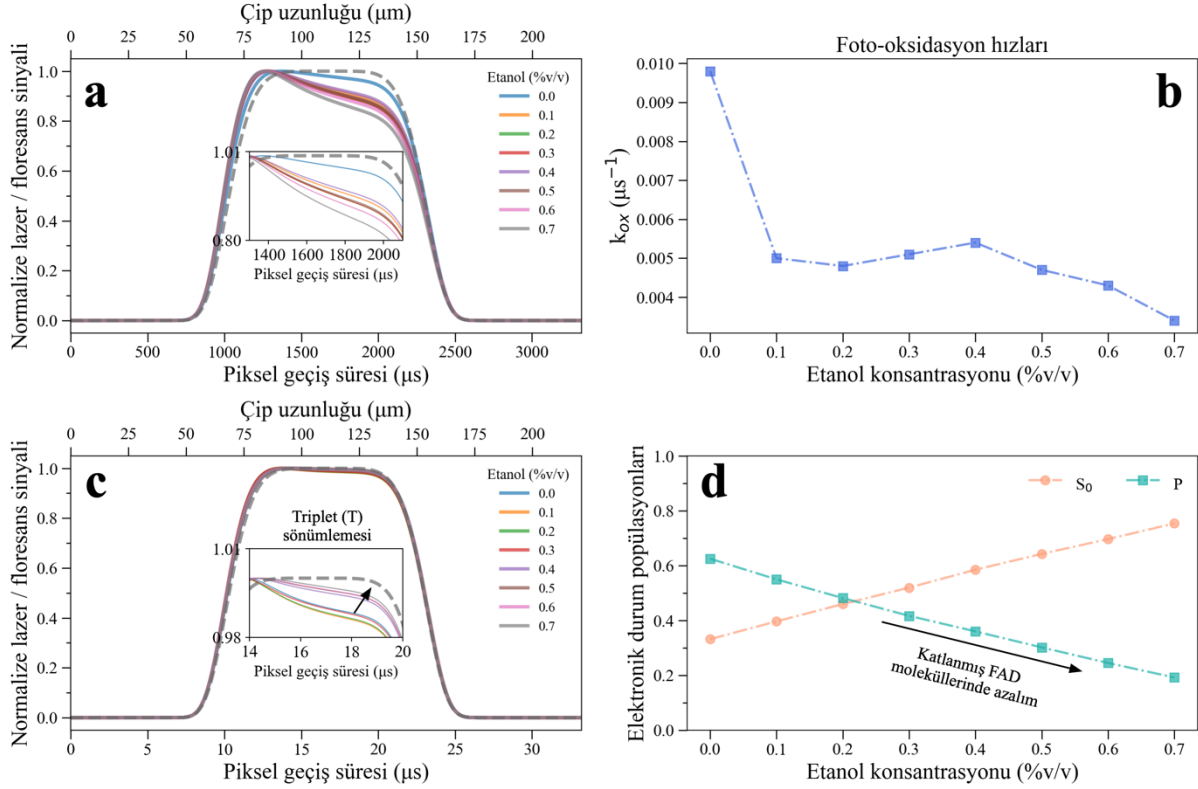 Çip uzunluğu (μm)
0 25 50 75 100 125 150 175 200
Normalize lazer / floresans sinyali
1.0
0.8
0.6
0.4
0.2
0.0
a
Etanol (%v/v)
0.0
0.1
0.2
0.3
0.4
0.5
0.6
0.7
1.01
0.80
1400 1600 1800 2000
Piksel geçiş süresi (μs)
0 500 1000 1500 2000 2500 3000
Piksel geçiş süresi (μs)
Foto-oksidasyon hızları
b
kox (μs−1)
0.010
0.009
0.008
0.007
0.006
0.005
0.004
0.0 0.1 0.2 0.3 0.4 0.5 0.6 0.7
Etanol konsantrasyonu (%v/v)
Çip uzunluğu (μm)
0 25 50 75 100 125 150 175 200
Normalize lazer / floresans sinyali
1.0
0.8
0.6
0.4
0.2
0.0
c
Etanol (%v/v)
0.0
0.1
0.2
0.3
0.4
0.5
0.6
0.7
Triplet (T)
sönümlemesi
1.01
0.98
14 16 18 20
Piksel geçiş süresi (μs)
0 5 10 15 20 25 30
Piksel geçiş süresi (μs)
d
S0 P
Elektronik durum popülasyonları
1.0
0.8
0.6
0.4
0.2
0.0
Katlanmış FAD
moleküllerinde azalım
0.0 0.1 0.2 0.3 0.4 0.5 0.6 0.7
Etanol konsantrasyonu (%v/v)